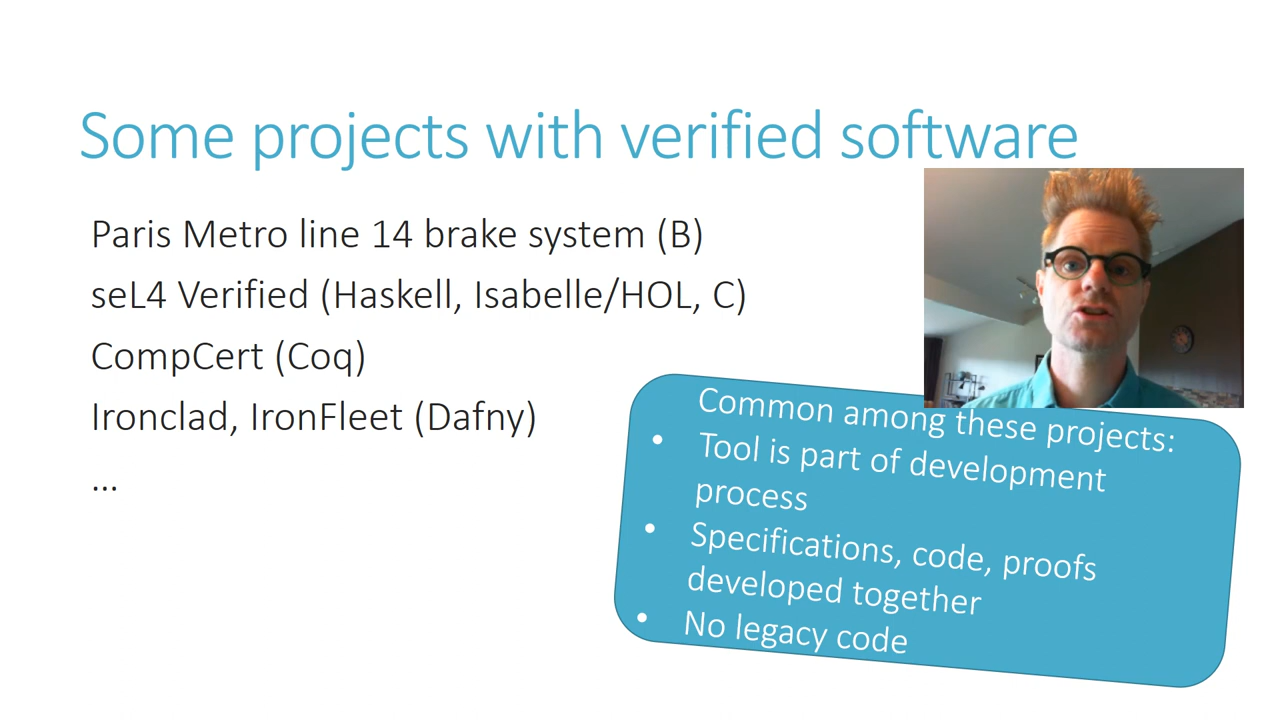 Some projects with verified software
Paris Metro line 14 brake system (B)
seL4 Verified (Haskell, Isabelle/HOL, C)
CompCert (Coq)
Ironclad, IronFleet (Dafny)
…
Common among these projects:
• Tool is part of development
process
• Specifications, code, proofs
developed together
• No legacy code